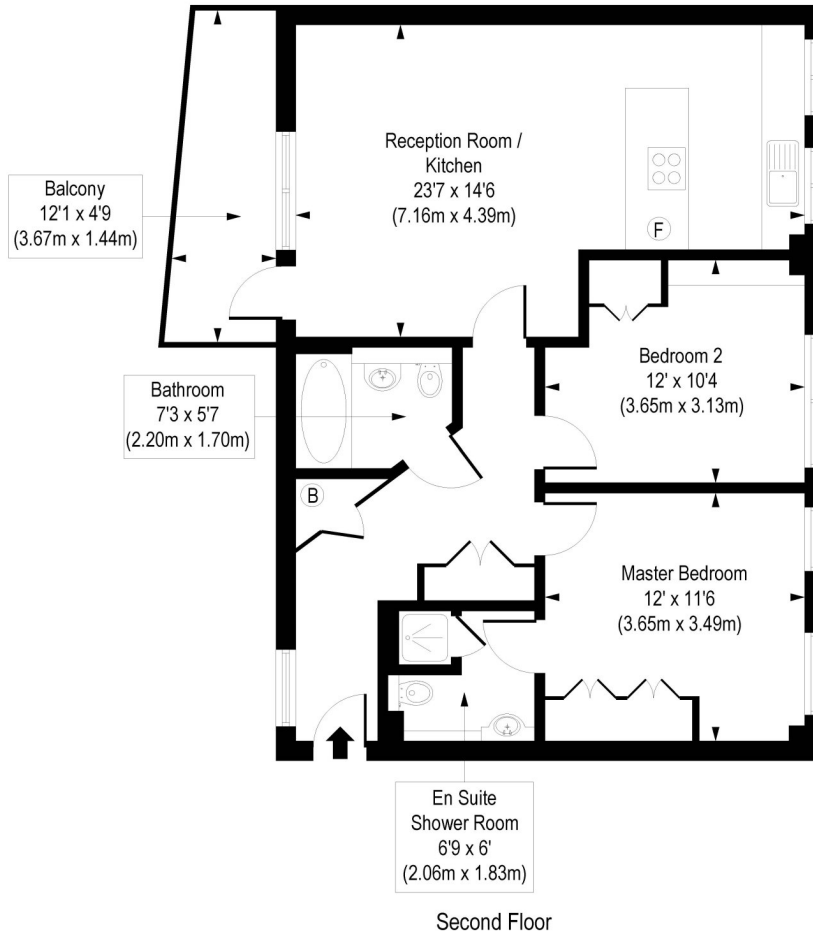 Reception Room /
Kitchen
23'7 x 14'6
(7.16m x 4.39m)
F
Balcony
12'1 x 4'9
(3.67m x 1.44m)
Bedroom 2
12' x 10'4
(3.65m x 3.13m)
Bathroom
7'3 x 5'7
(2.20m x 1.70m)
B
Master Bedroom
12' x 11'6
(3.65m x 3.49m)
En Suite
Shower Room
6'9 x 6'
(2.06m x 1.83m)
Second Floor